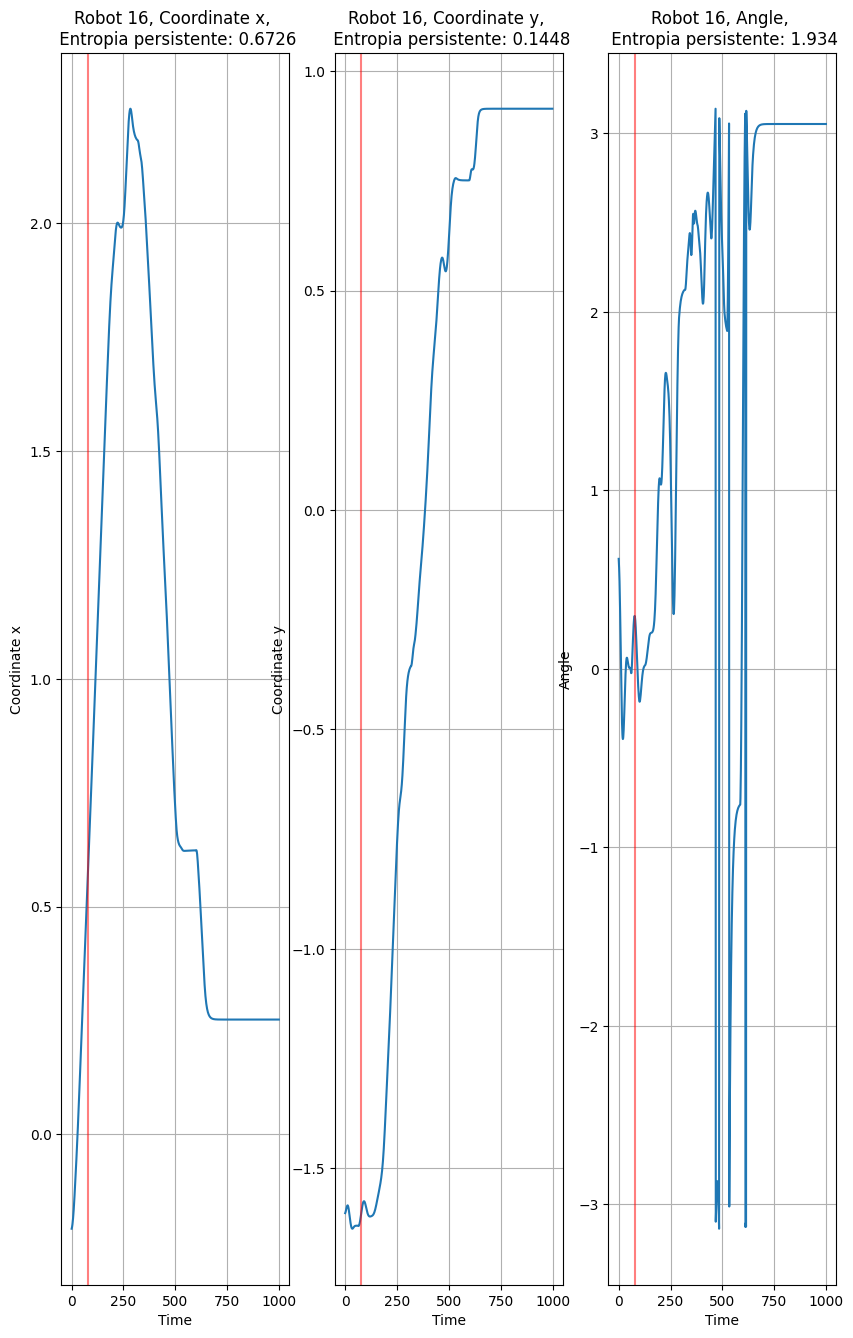 Robot 16, Coordinate x,
Entropia persistente: 0.6726
Coordinate x
2.0
1.5
1.0
0.5
0.0
0
250
500
750
1000
Time
Robot 16, Coordinate y,
Entropia persistente: 0.1448
Coordinate y
1.0
0.5
0.0
−0.5
−1.0
−1.5
0
250
500
750
1000
Time
Robot 16, Angle,
Entropia persistente: 1.934
Angle
3
2
1
0
−1
−2
−3
0
250
500
750
1000
Time